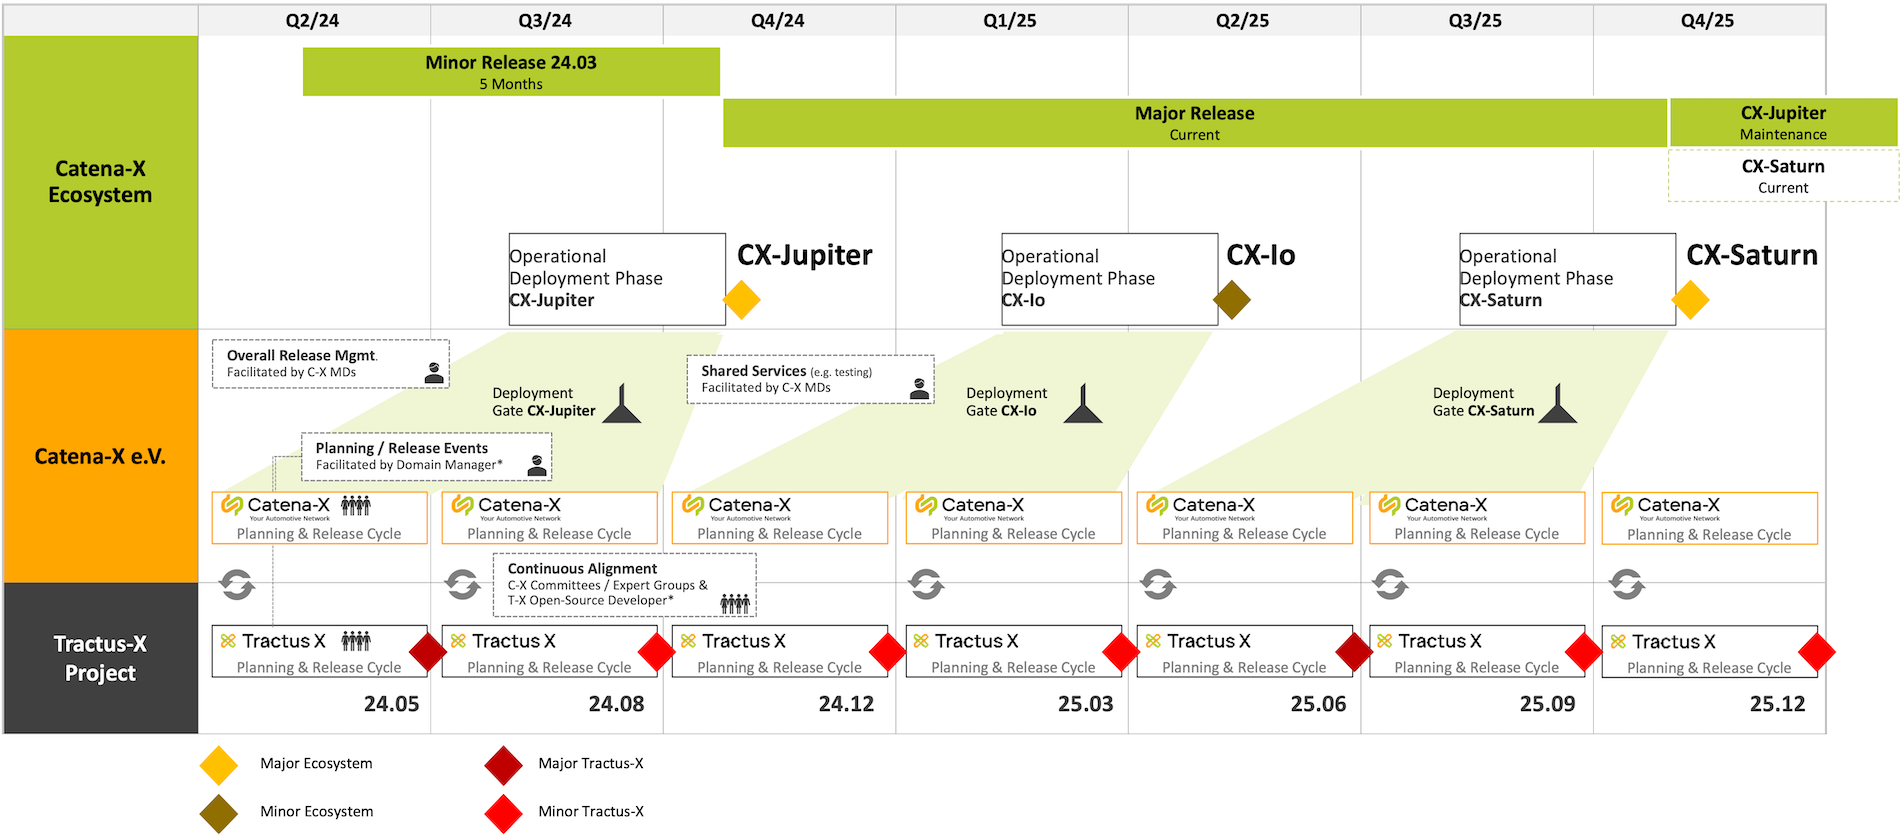 Q2/24
Q3/24
Q4/24
Q1/25
Q2/25
Q3/25
Q4/25
Catena-X
Ecosystem
Minor Release 24.03
5 Months
Major Release
Current
CX-Jupiter
Maintenance
CX-Saturn
Current
Operational
Deployment Phase
CX-Jupiter
CX-Jupiter
Operational
Deployment Phase
CX-Io
CX-Io
Operational
Deployment Phase
CX-Saturn
CX-Saturn
Catena-X e.V.
Overall Release Mgmt.
Facilitated by C-X MDs
Deployment
Gate CX-Jupiter
Shared Services (e.g. testing)
Facilitated by C-X MDs
Deployment
Gate CX-Io
Deployment
Gate CX-Saturn
Planning / Release Events
Facilitated by Domain Manager*
Catena-X
Your Automotive Network
Planning & Release Cycle
Catena-X
Your Automotive Network
Planning & Release Cycle
Catena-X
Your Automotive Network
Planning & Release Cycle
Catena-X
Your Automotive Network
Planning & Release Cycle
Catena-X
Your Automotive Network
Planning & Release Cycle
Catena-X
Your Automotive Network
Planning & Release Cycle
Catena-X
Your Automotive Network
Planning & Release Cycle
Continuous Alignment
C-X Committees / Expert Groups &
T-X Open-Source Developer*
Tractus-X
Project
Tractus X
Planning & Release Cycle
24.05
Tractus X
Planning & Release Cycle
24.08
Tractus X
Planning & Release Cycle
24.12
Tractus X
Planning & Release Cycle
25.03
Tractus X
Planning & Release Cycle
25.06
Tractus X
Planning & Release Cycle
25.09
Tractus X
Planning & Release Cycle
25.12
Major Ecosystem
Major Tractus-X
Minor Ecosystem
Minor Tractus-X